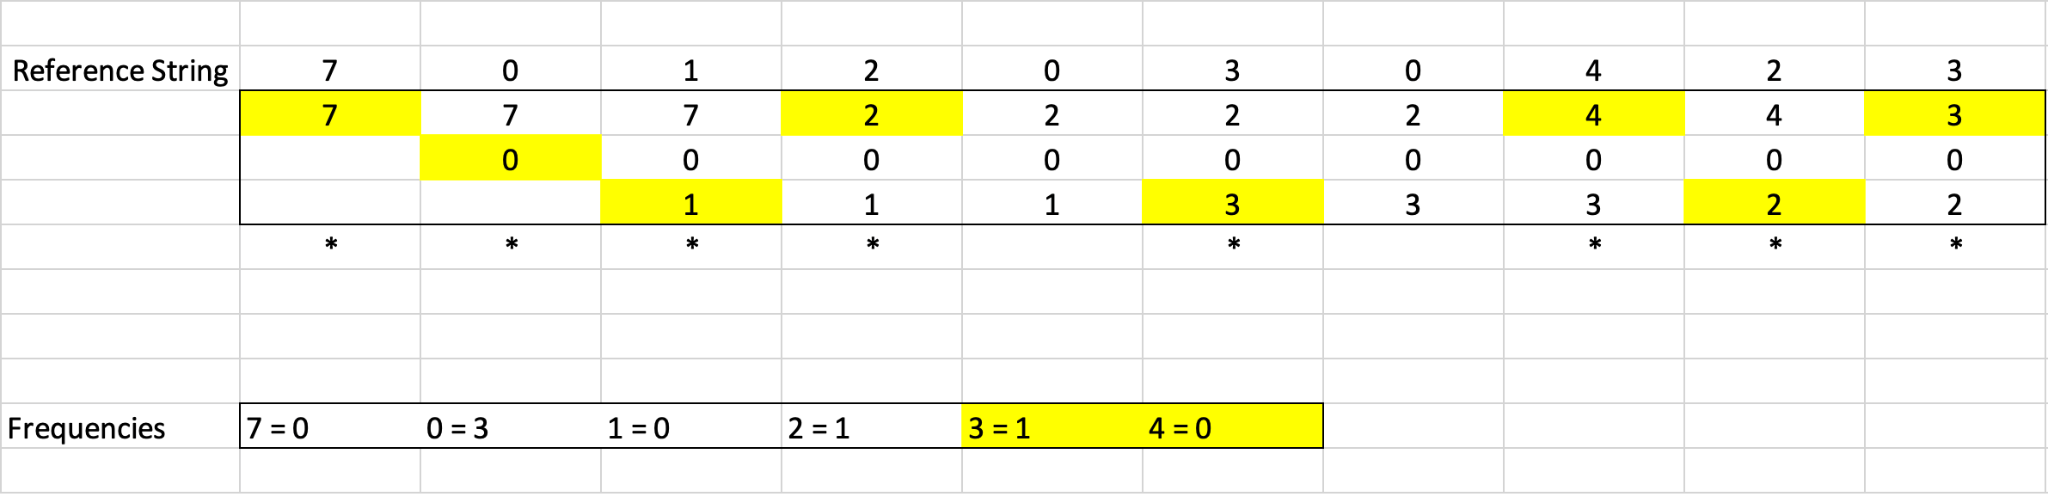 Reference String 7 0 1 2 0 3 0 4 2 3
7 7 7 2 2 2 2 4 4 3
0 0 0 0 0 0 0 0 0
1 1 1 3 3 3 2 2
* * * * * * * *
Frequencies 7 = 0 0 = 3 1 = 0 2 = 1 3 = 1 4 = 0